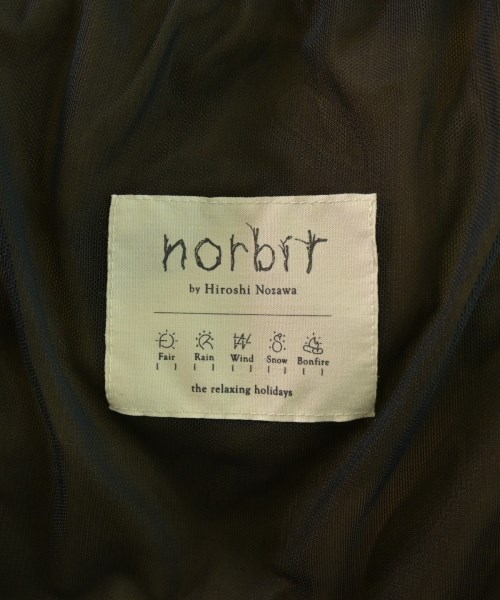 norbit
by Hiroshi Nozawa
Fair Rain Wind Snow Bonfire
the relaxing holidays